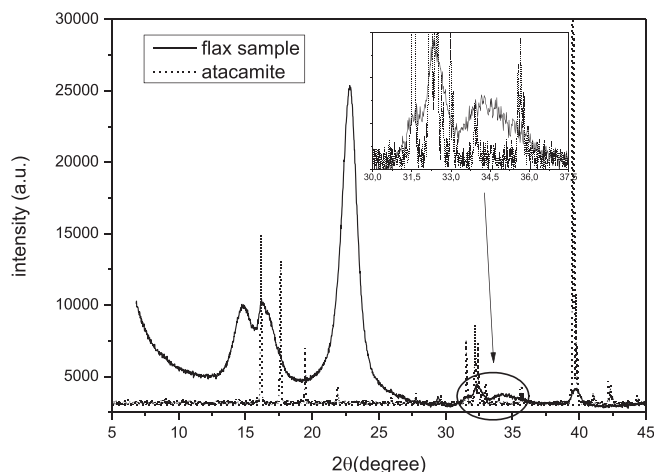 30000
25000
20000
15000
10000
5000
intensity (a.u.)
flax sample
atacamite
30,0 31,5 33,0 34,5 36,0 37,5
5 10 15 20 25 30 35 40 45
2θ(degree)